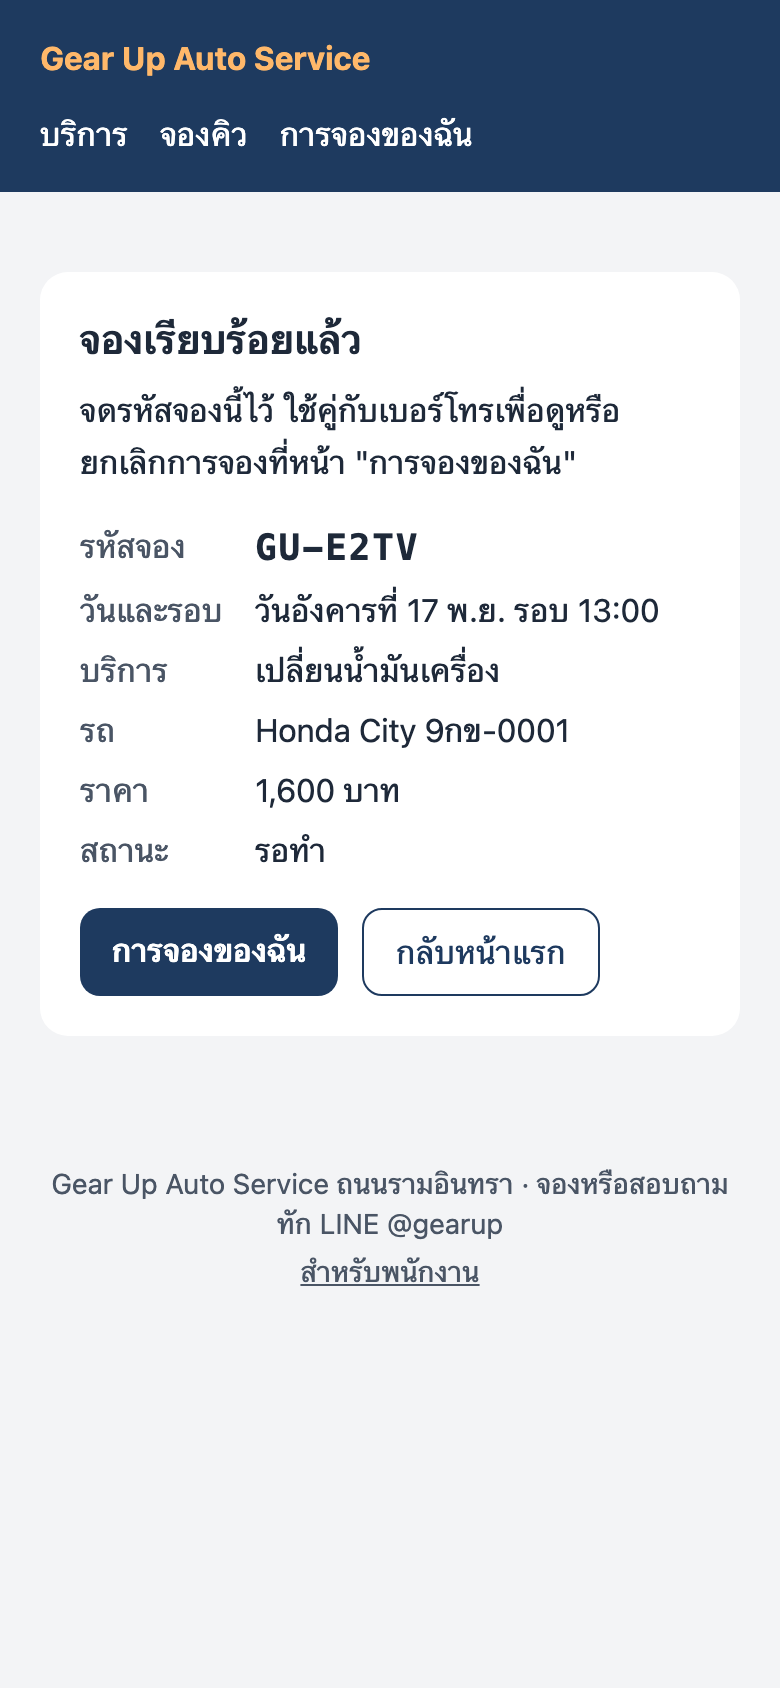 Gear Up Auto Service
บริการ จองคิว การจองของฉัน
จองเรียบร้อยแล้ว
จดรหัสจองนี้ไว้ ใช้คู่กับเบอร์โทรเพื่อดูหรือ
ยกเลิกการจองที่หน้า "การจองของฉัน"
รหัสจอง GU-E2TV
วันและรอบ วันอังคารที่ 17 พ.ย. รอบ 13:00
บริการ เปลี่ยนน้ำมันเครื่อง
รถ Honda City 9กข-0001
ราคา 1,600 บาท
สถานะ รอทำ
การจองของฉัน กลับหน้าแรก
Gear Up Auto Service ถนนรามอินทรา · จองหรือสอบถาม
ทัก LINE @gearup
สำหรับพนักงาน